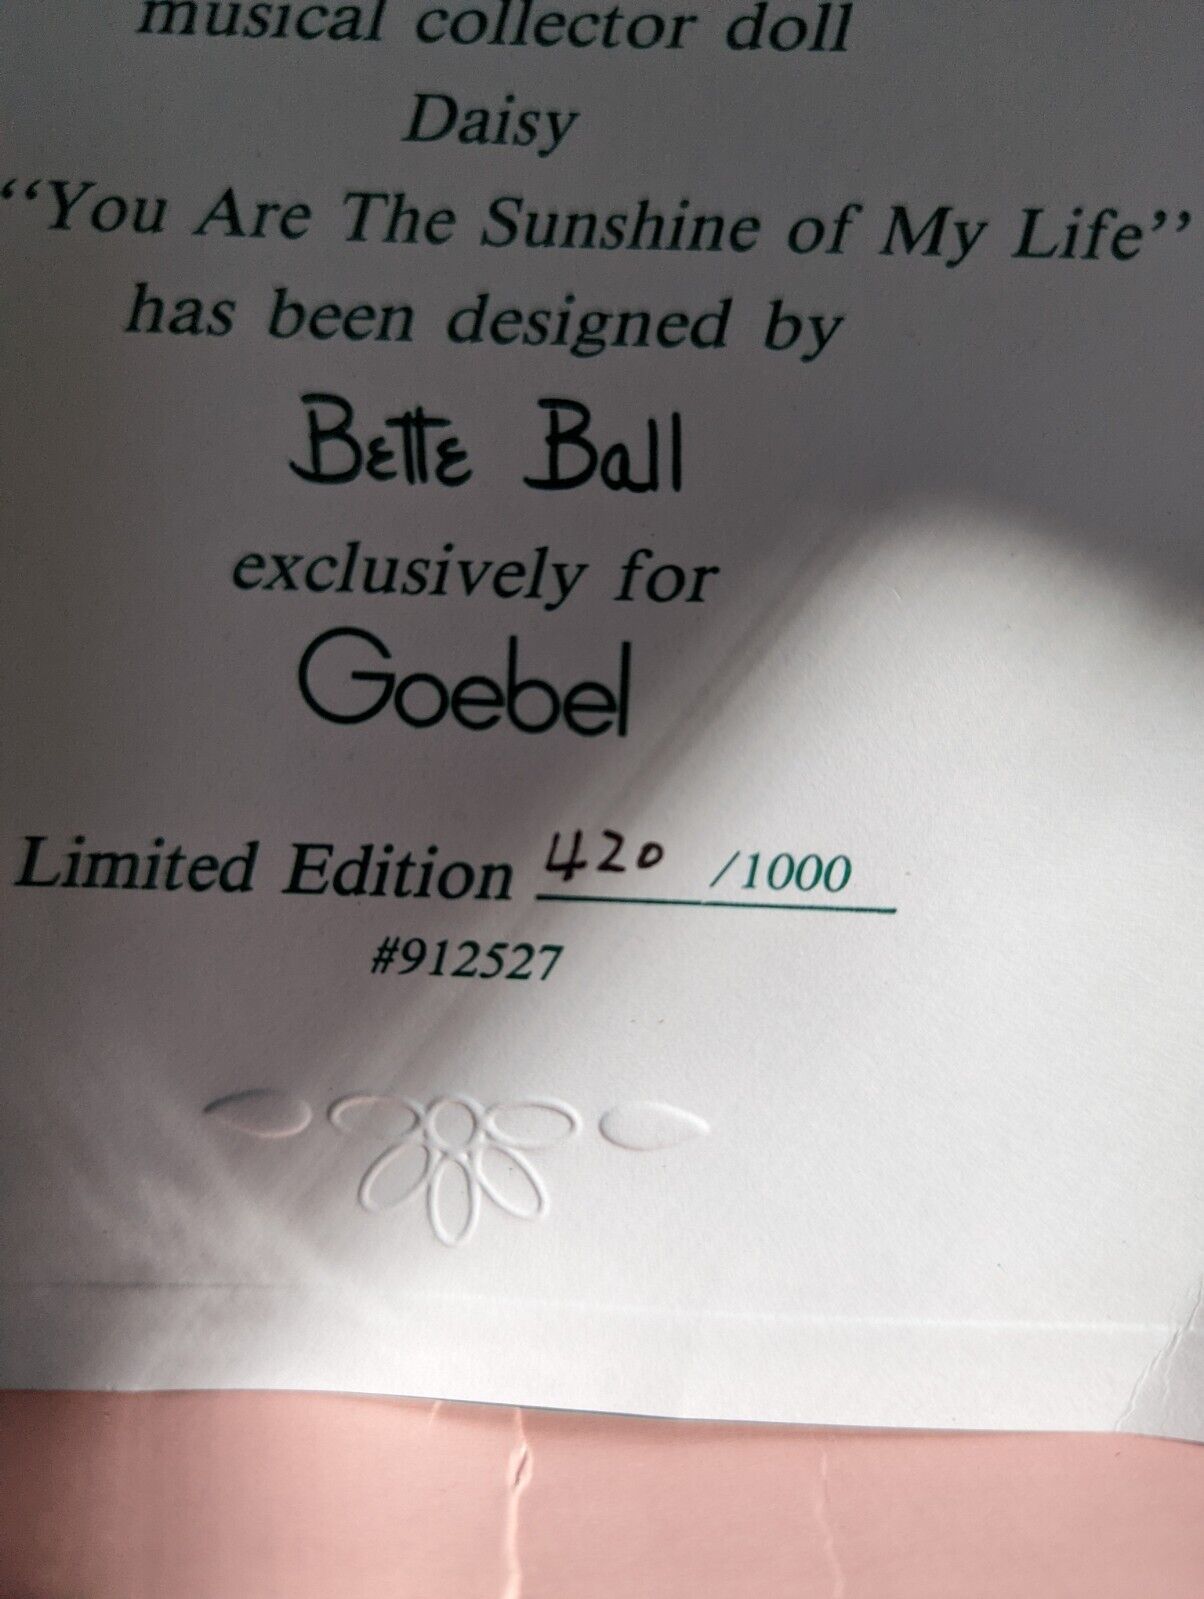 musical collector doll
Daisy
“You Are The Sunshine of My Life”
has been designed by
Bette Ball
exclusively for
Goebel
Limited Edition 420 /1000
#912527